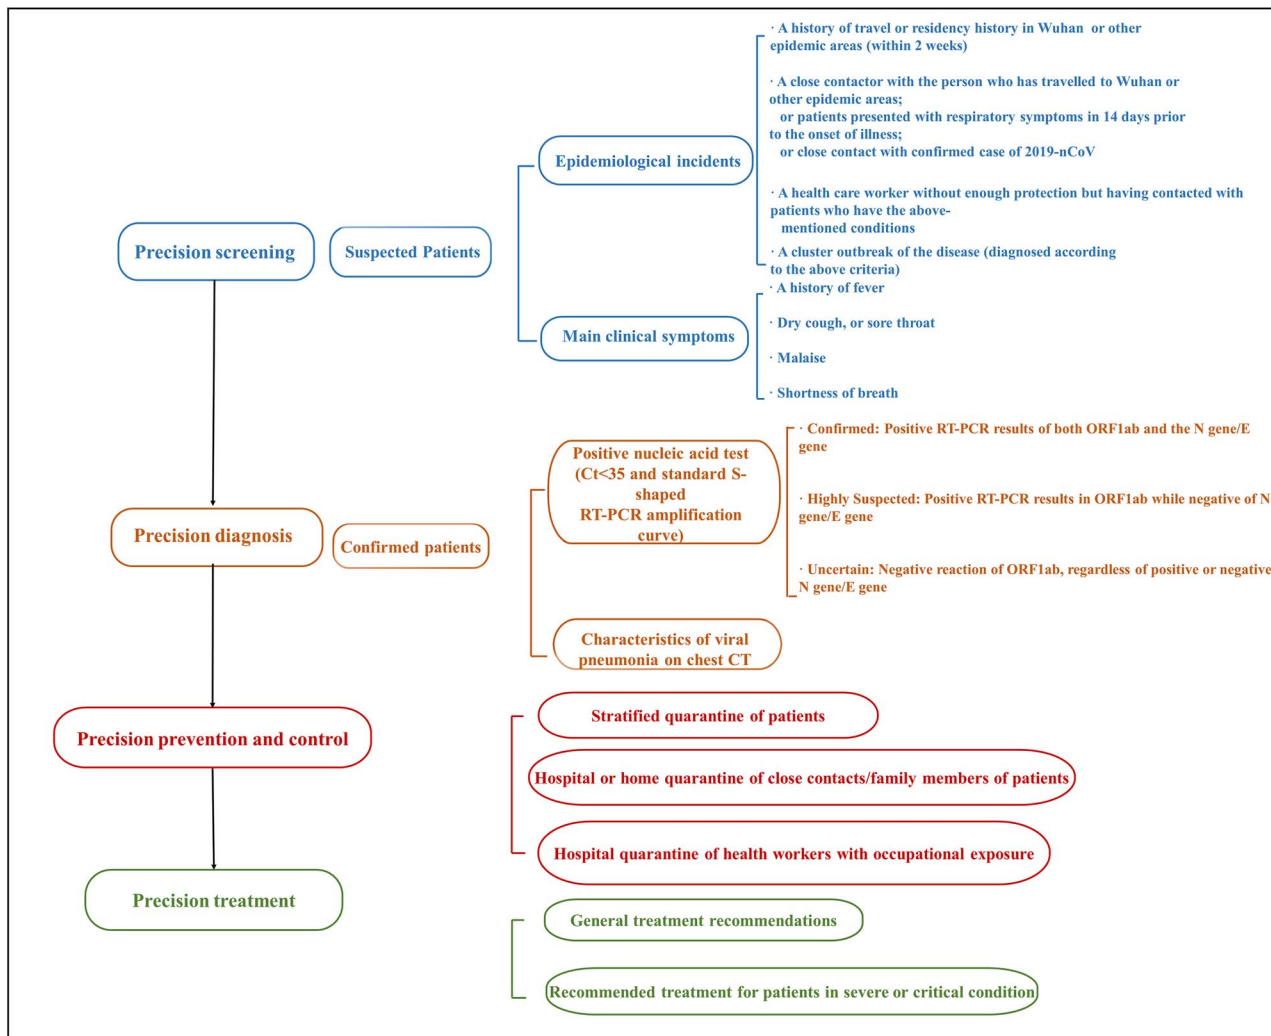 Precision screening
Suspected Patients
Epidemiological incidents
· A history of travel or residency history in Wuhan or other
epidemic areas (within 2 weeks)
· A close contactor with the person who has travelled to Wuhan or
other epidemic areas;
or patients presented with respiratory symptoms in 14 days prior
to the onset of illness;
or close contact with confirmed case of 2019-nCoV
· A health care worker without enough protection but having contacted with
patients who have the above-
mentioned conditions
· A cluster outbreak of the disease (diagnosed according
to the above criteria)
Main clinical symptoms
· A history of fever
· Dry cough, or sore throat
· Malaise
· Shortness of breath
Precision diagnosis
Confirmed patients
Positive nucleic acid test
(Ct<35 and standard S-
shaped
RT-PCR amplification
curve)
· Confirmed: Positive RT-PCR results of both ORF1ab and the N gene/E
gene
· Highly Suspected: Positive RT-PCR results in ORF1ab while negative of N
gene/E gene
· Uncertain: Negative reaction of ORF1ab, regardless of positive or negative
N gene/E gene
Characteristics of viral
pneumonia on chest CT
Precision prevention and control
Stratified quarantine of patients
Hospital or home quarantine of close contacts/family members of patients
Hospital quarantine of health workers with occupational exposure
Precision treatment
General treatment recommendations
Recommended treatment for patients in severe or critical condition